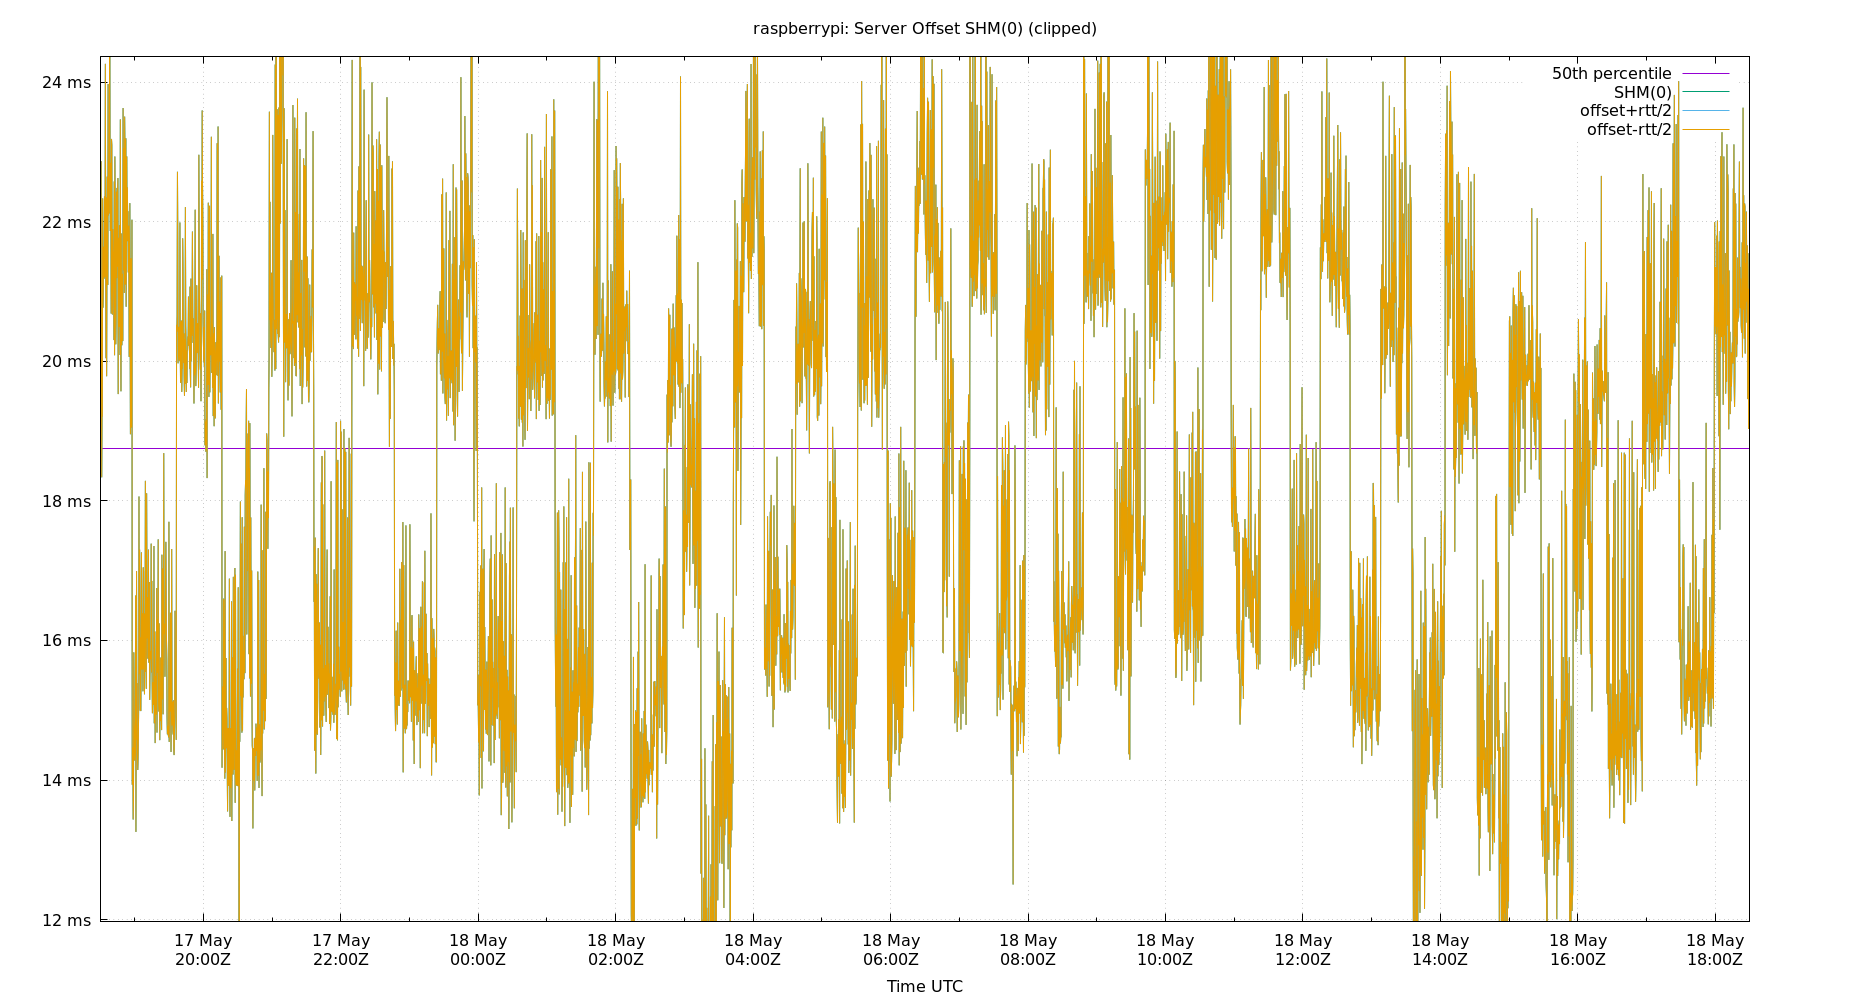 raspberrypi: Server Offset SHM(0) (clipped)
24 ms
22 ms
20 ms
18 ms
16 ms
14 ms
12 ms
50th percentile
SHM(0)
offset+rtt/2
offset-rtt/2
17 May 17 May 18 May 18 May 18 May 18 May 18 May 18 May 18 May 18 May 18 May 18 May
20:00Z 22:00Z 00:00Z 02:00Z 04:00Z 06:00Z 08:00Z 10:00Z 12:00Z 14:00Z 16:00Z 18:00Z
Time UTC